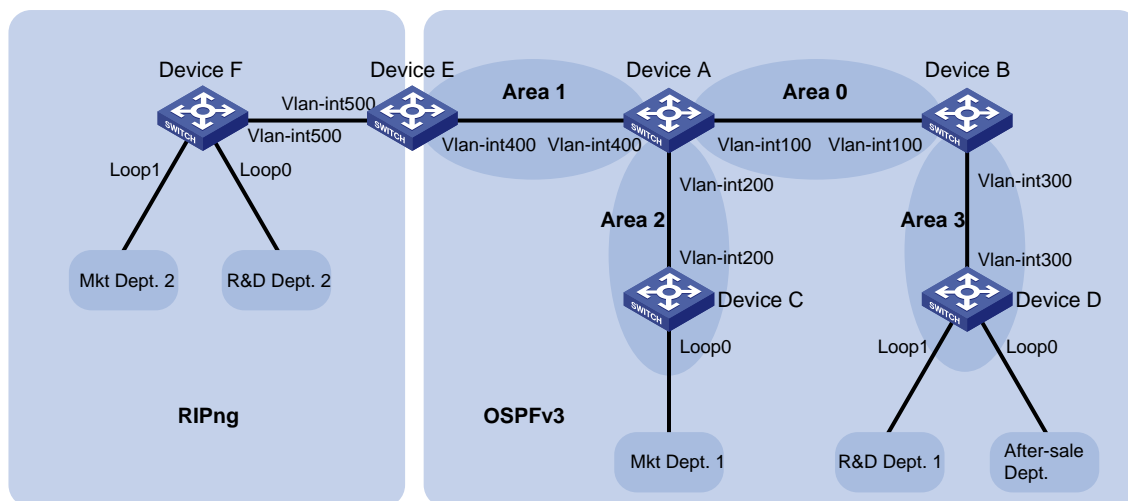 Device F
Device E
Device A
Device B
Area 1
Area 0
Vlan-int500
Vlan-int500
SWITCH
SWITCH
SWITCH
SWITCH
Vlan-int400
Vlan-int400
Vlan-int100
Vlan-int100
Loop1
Loop0
Vlan-int200
Vlan-int300
Area 2
Area 3
Vlan-int200
Vlan-int300
Mkt Dept. 2
R&D Dept. 2
SWITCH
Device C
SWITCH
Device D
Loop0
Loop1
Loop0
RIPng
OSPFv3
Mkt Dept. 1
R&D Dept. 1
After-sale
Dept.